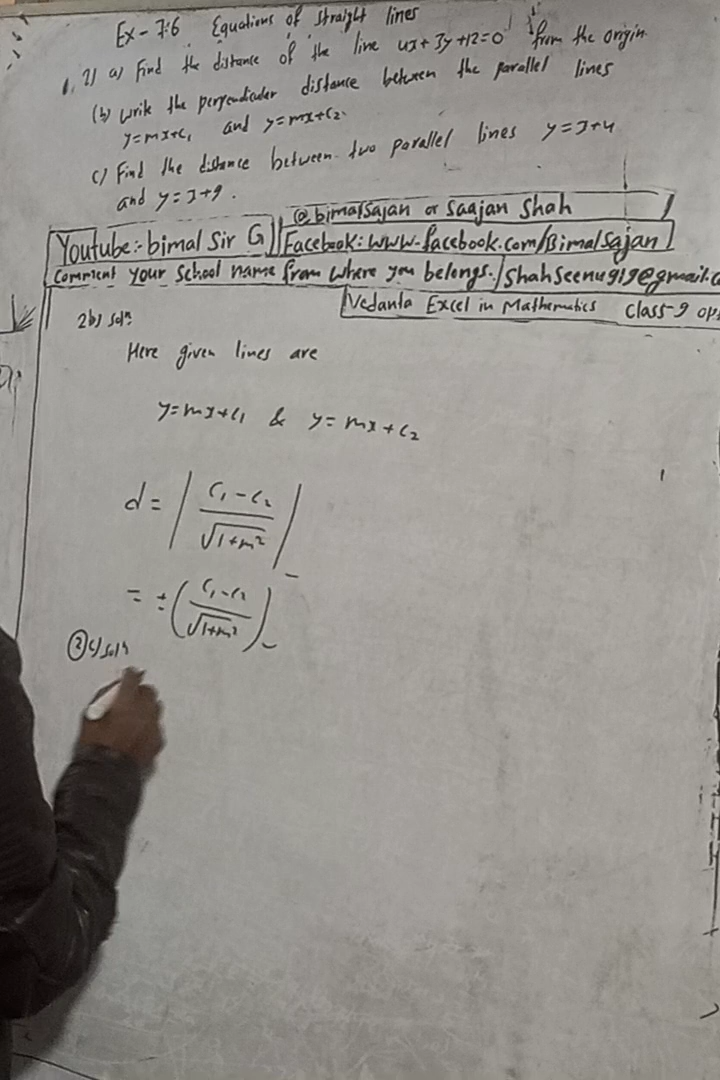 Ex - 7.6 Equations of straight lines
1, 2) a) Find the distance of the line 4x + 3y + 12 = 0 from the origin
(b) write the perpendicular distance between the parallel lines
y = mx + c₁ and y = mx + c₂.
c) Find the distance between two parallel lines y = x + 4
and y = x + 9.
@bimalsajan or Saajan Shah
Youtube:- bimal Sir G
Facebook: www.facebook.com/Bimalsajan
Comment your School name from where you belongs. / Shahseenu919@gmail.c
Vedanta Excel in Mathematics Class-9 op
2b) solⁿ
Here given lines are
y = mx + c₁ & y = mx + c₂
d = | (c₁ - c₂) / √(1 + m²) |
= ± ( (c₁ - c₂) / √(1 + m²) )
② c) solⁿ